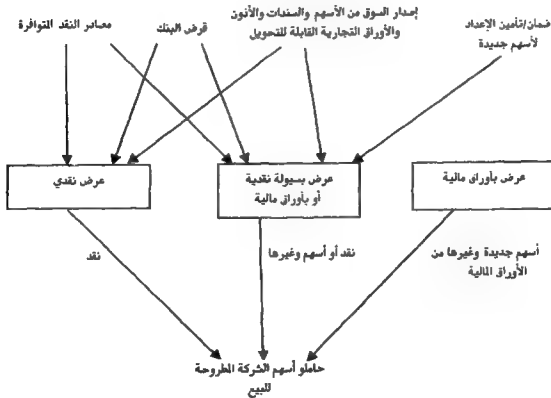 إصدار السوق من الأسهم والسندات والأذون
والأوراق التجارية القابلة للتحويل
ضمان/تأمين الإعداد
لأسهم جديدة
قرض البنك
مصادر النقد المتوافرة
عرض بأوراق مالية
عرض بسيولة نقدية
أو بأوراق مالية
عرض نقدي
أسهم جديدة وغيرها من
الأوراق المالية
نقد أو أسهم وغيرها
نقد
حاملو أسهم الشركة المطروحة
للبيع